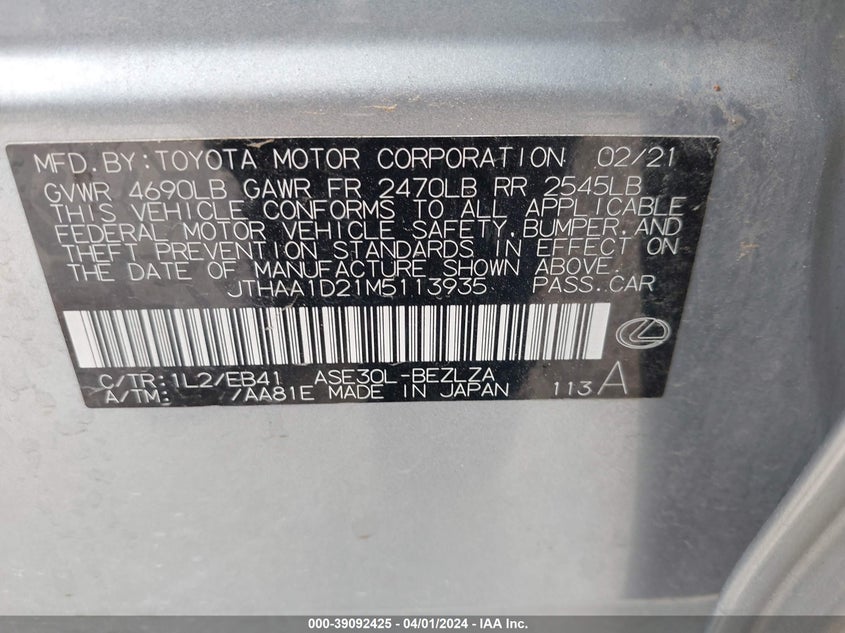 MFD. BY: TOYOTA MOTOR CORPORATION 02/21
GVWR 4690LB GAWR FR 2470LB RR 2545LB
THIS VEHICLE CONFORMS TO ALL APPLICABLE
FEDERAL MOTOR VEHICLE SAFETY, BUMPER, AND
THEFT PREVENTION STANDARDS IN EFFECT ON
THE DATE OF MANUFACTURE SHOWN ABOVE.
JTHAA1D21M5113935 PASS. CAR
C/TR: 1L2/EB41 ASE30L-BEZLZA
A/TM: /AA81E MADE IN JAPAN 113 A
000-39092425 - 04/01/2024 - IAA Inc.